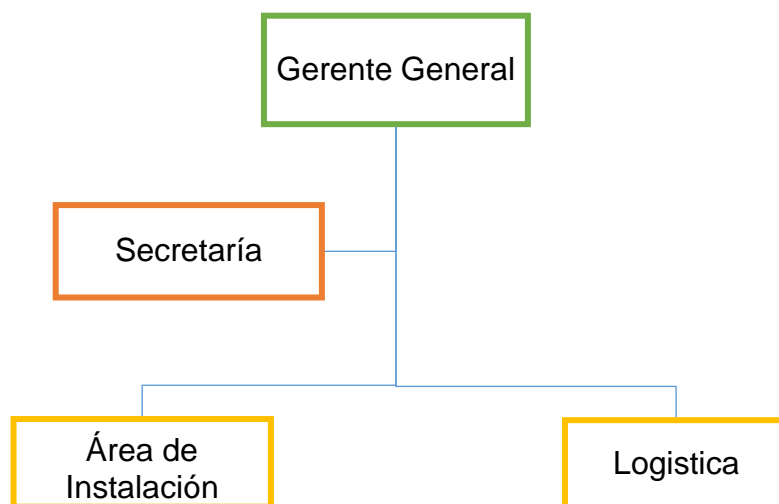 Gerente General
Secretaría
Área de
Instalación
Logistica